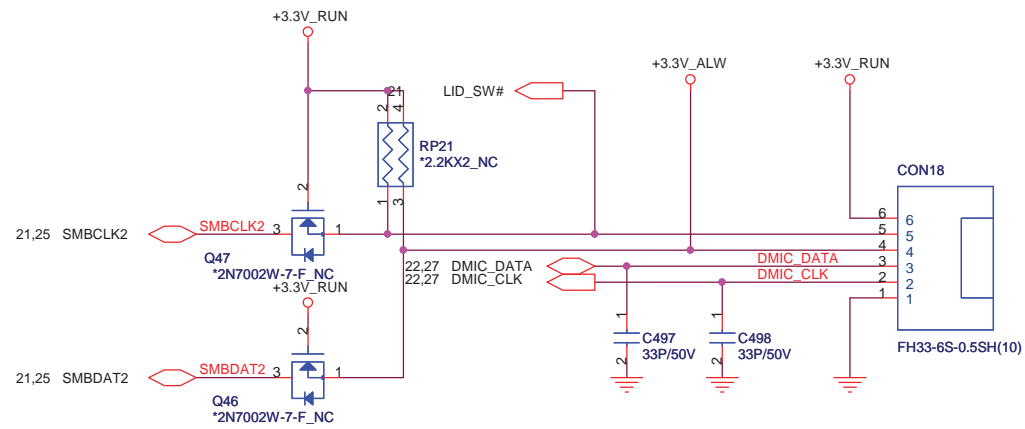 +3.3V_RUN
+3.3V_ALW
+3.3V_RUN
21
LID_SW#
2
4
RP21
*2.2KX2_NC
CON18
2
1
3
6
6
21,25 SMBCLK2
SMBCLK2
3
1
5
5
Q47
*2N7002W-7-F_NC
4
4
22,27 DMIC_DATA
DMIC_DATA
3
3
+3.3V_RUN
22,27 DMIC_CLK
DMIC_CLK
2
2
1
1
2
1
1
C497
33P/50V
C498
33P/50V
FH33-6S-0.5SH(10)
2
2
21,25 SMBDAT2
SMBDAT2
3
1
Q46
*2N7002W-7-F_NC